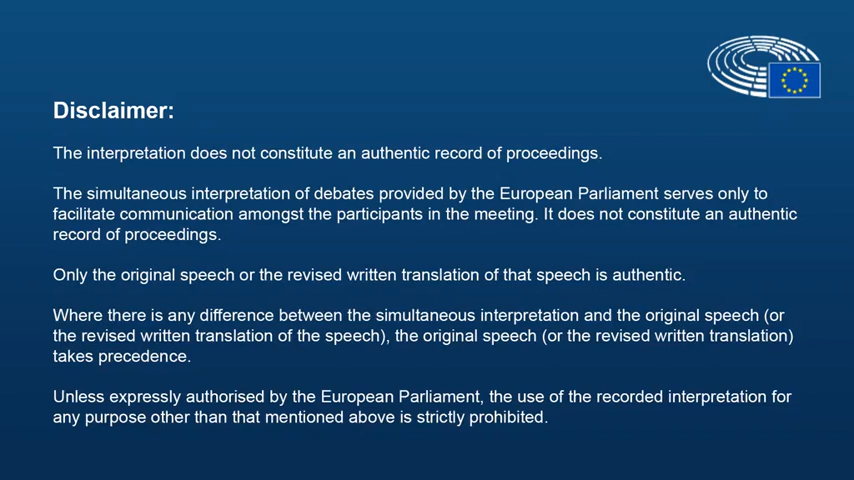 Disclaimer:
The interpretation does not constitute an authentic record of proceedings.
The simultaneous interpretation of debates provided by the European Parliament serves only to
facilitate communication amongst the participants in the meeting. It does not constitute an authentic
record of proceedings.
Only the original speech or the revised written translation of that speech is authentic.
Where there is any difference between the simultaneous interpretation and the original speech (or
the revised written translation of the speech), the original speech (or the revised written translation)
takes precedence.
Unless expressly authorised by the European Parliament, the use of the recorded interpretation for
any purpose other than that mentioned above is strictly prohibited.